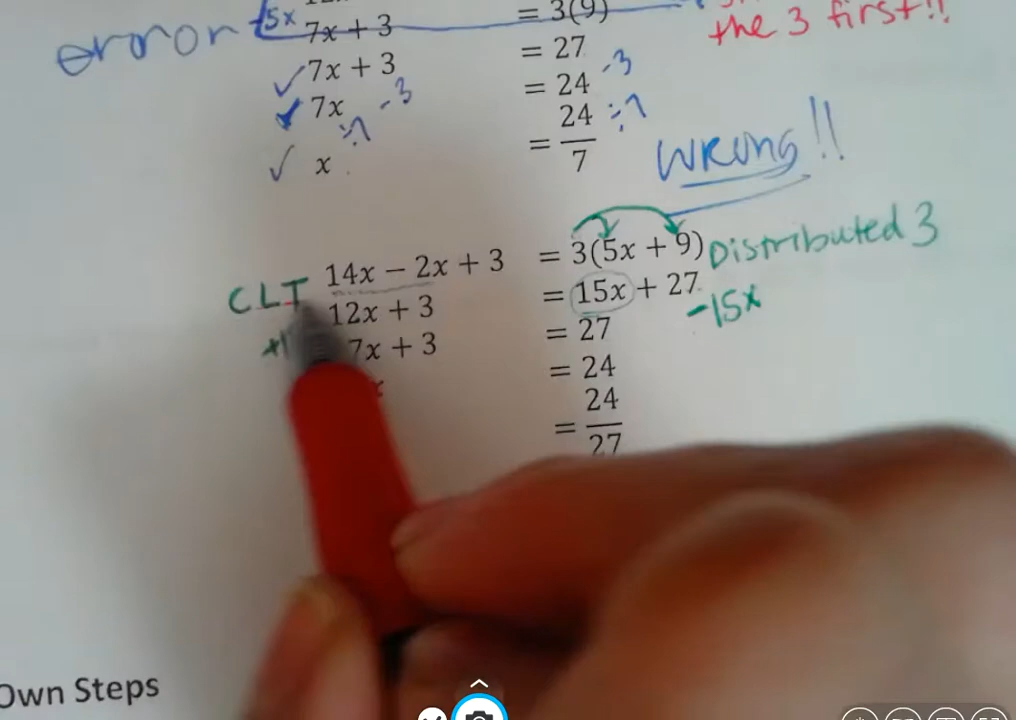 = 3(9) the 3 first!!
error +5x 7x + 3
✓ 7x + 3 = 27
✓ 7x -3 = 24 -3
÷7 24 ÷7
✓ x = 7 WRONG!!
14x − 2x + 3 = 3(5x + 9) Distributed 3
CLT 12x + 3 = 15x + 27 -15x
7x + 3 = 27
= 24
24
= 27
Own Steps